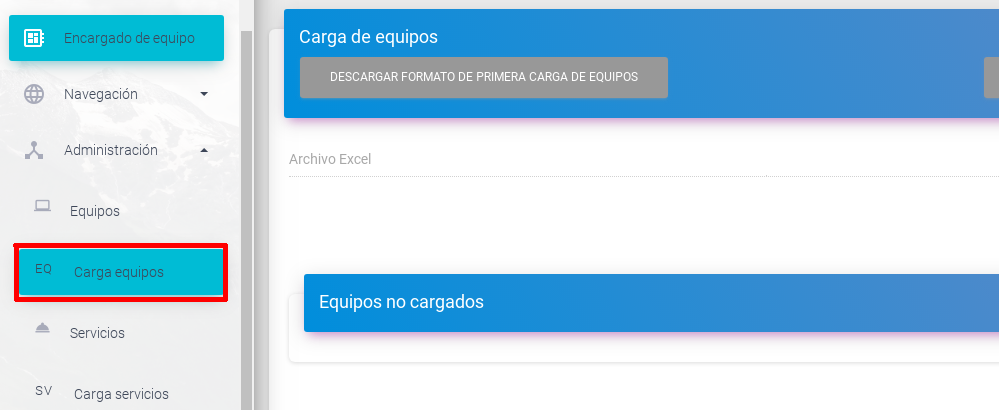 Encargado de equipo
Navegación
Administración
Equipos
EQ Carga equipos
Servicios
SV Carga servicios
Carga de equipos
DESCARGAR FORMATO DE PRIMERA CARGA DE EQUIPOS
Archivo Excel
Equipos no cargados